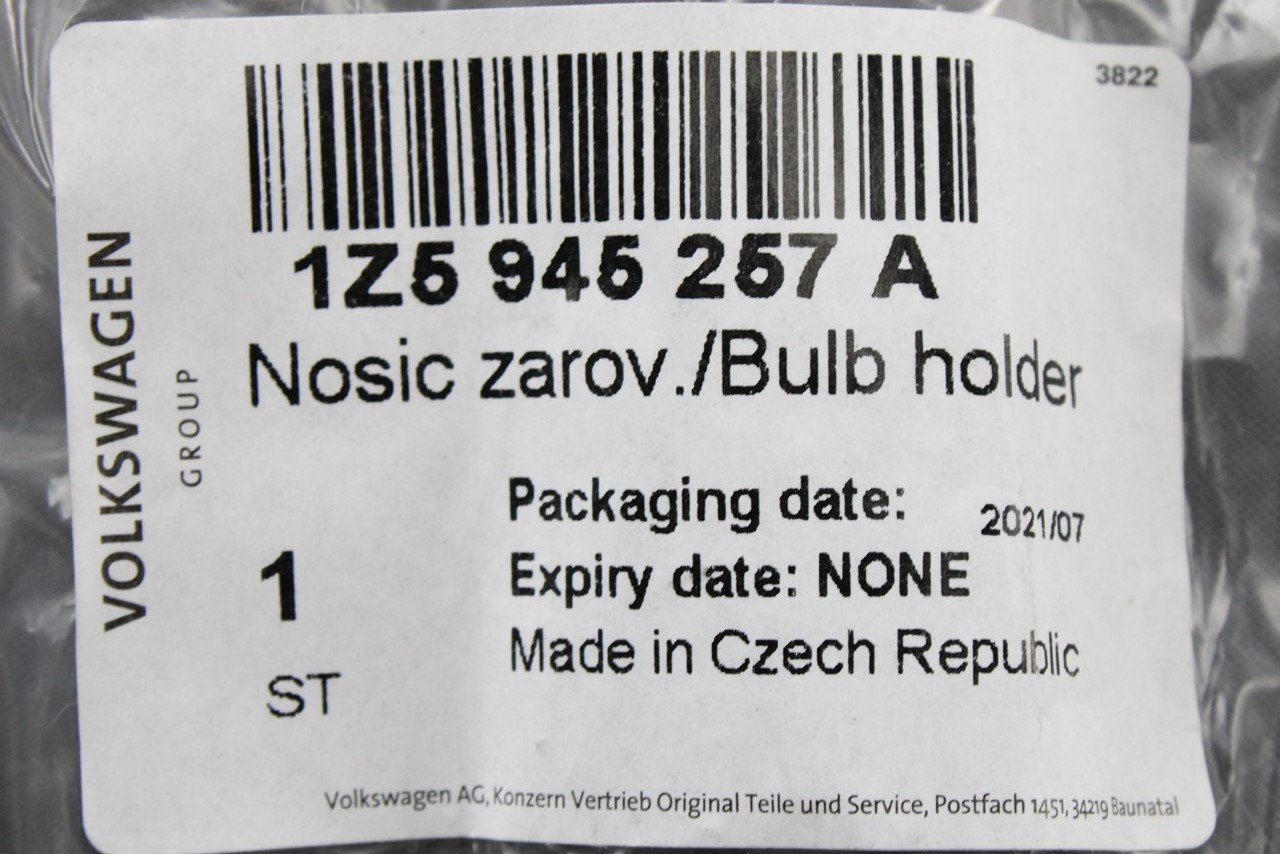 3822
1Z5 945 257 A
Nosic zarov./Bulb holder
VOLKSWAGEN
GROUP
Packaging date: 2021/07
Expiry date: NONE
Made in Czech Republic
1
ST
Volkswagen AG, Konzern Vertrieb Original Teile und Service, Postfach 1451, 34219 Baunatal